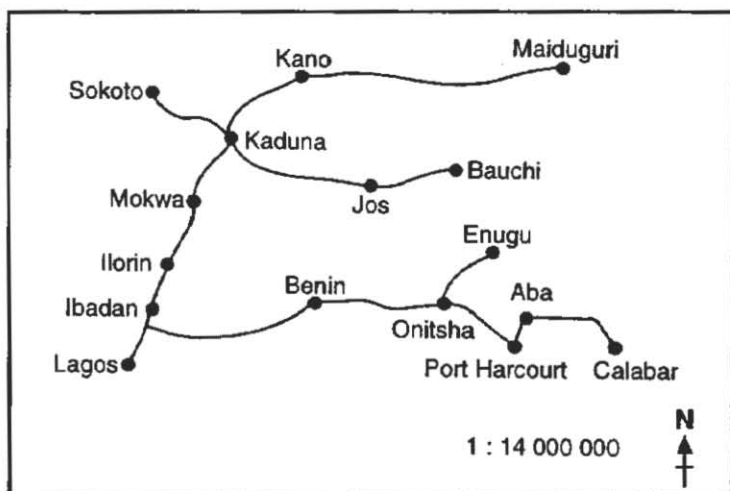 Maiduguri
Kano
Sokoto
Kaduna
Bauchi
Jos
Mokwa
Enugu
Ilorin
Benin
Aba
Ibadan
Onitsha
Lagos
Port Harcourt
Calabar
N
1 : 14 000 000